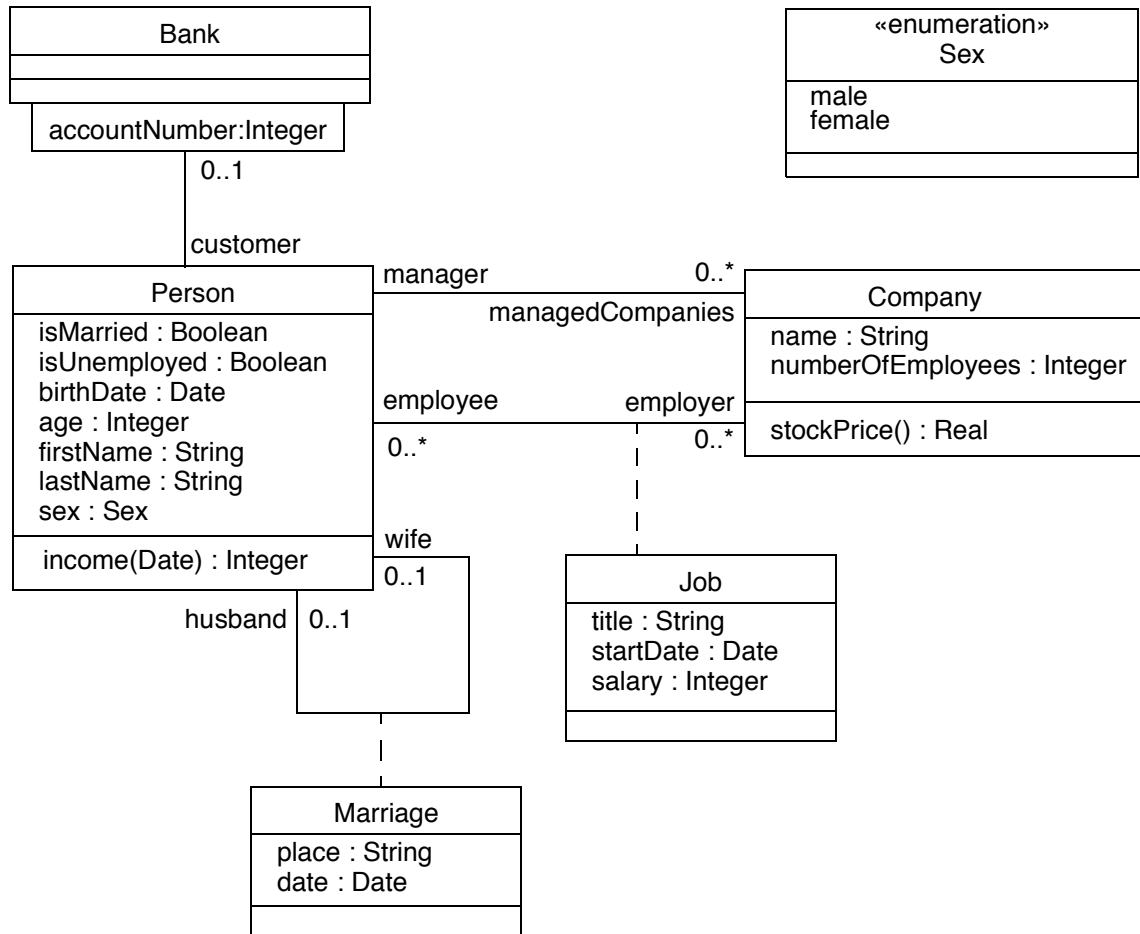 Bank
accountNumber:Integer
0..1
customer
«enumeration»
Sex
male
female
Person
isMarried : Boolean
isUnemployed : Boolean
birthDate : Date
age : Integer
firstName : String
lastName : String
sex : Sex
income(Date) : Integer
manager
0..*
managedCompanies
employee
employer
0..*
0..*
Company
name : String
numberOfEmployees : Integer
stockPrice() : Real
wife
0..1
husband
0..1
Job
title : String
startDate : Date
salary : Integer
Marriage
place : String
date : Date